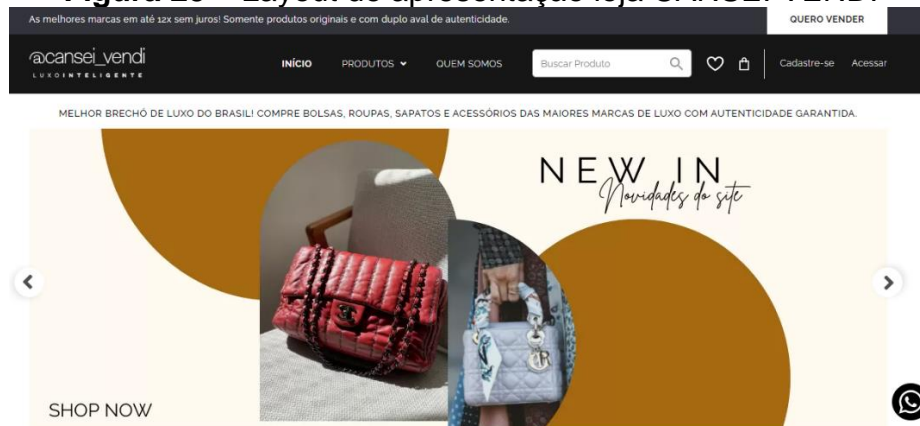 As melhores marcas em até 12x sem juros! Somente produtos originais e com duplo aval de autenticidade.
QUERO VENDER
@cansei_vendi
LUXOINTELIGENTE
INÍCIO
PRODUTOS
QUEM SOMOS
Buscar Produto
Cadastre-se
Acessar
MELHOR BRECHÓ DE LUXO DO BRASIL! COMPRE BOLSAS, ROUPAS, SAPATOS E ACESSÓRIOS DAS MAIORES MARCAS DE LUXO COM AUTENTICIDADE GARANTIDA.
NEW IN
Novidades do site
SHOP NOW